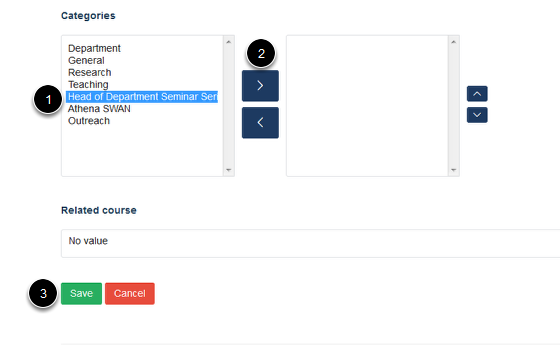 Categories
2
Department
General
Research
Teaching
1
Head of Department Seminar Seri
Athena SWAN
Outreach
Related course
No value
3
Save
Cancel